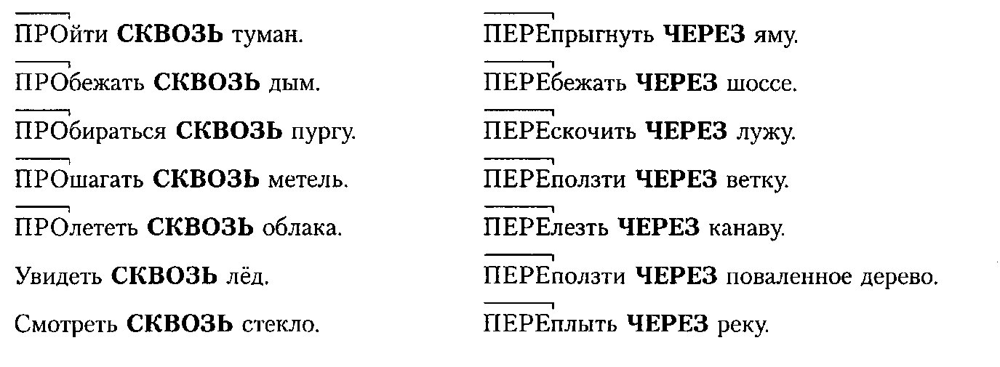 ПРОйти СКВОЗЬ туман.
ПРОбежать СКВОЗЬ дым.
ПРОбираться СКВОЗЬ пургу.
ПРОшагать СКВОЗЬ метель.
ПРОлететь СКВОЗЬ облака.
Увидеть СКВОЗЬ лёд.
Смотреть СКВОЗЬ стекло.
ПЕРЕпрыгнуть ЧЕРЕЗ яму.
ПЕРЕбежать ЧЕРЕЗ шоссе.
ПЕРЕскочить ЧЕРЕЗ лужу.
ПЕРЕползти ЧЕРЕЗ ветку.
ПЕРЕлезть ЧЕРЕЗ канаву.
ПЕРЕползти ЧЕРЕЗ поваленное дерево.
ПЕРЕплыть ЧЕРЕЗ реку.